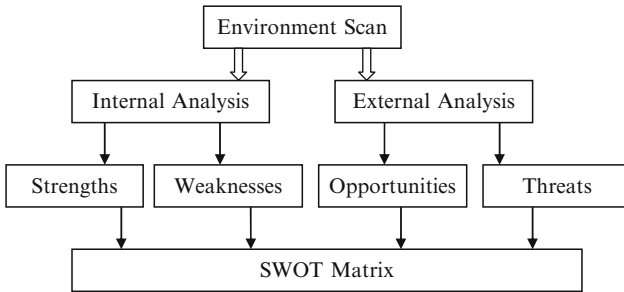 Environment Scan
Internal Analysis
External Analysis
Strengths
Weaknesses
Opportunities
Threats
SWOT Matrix